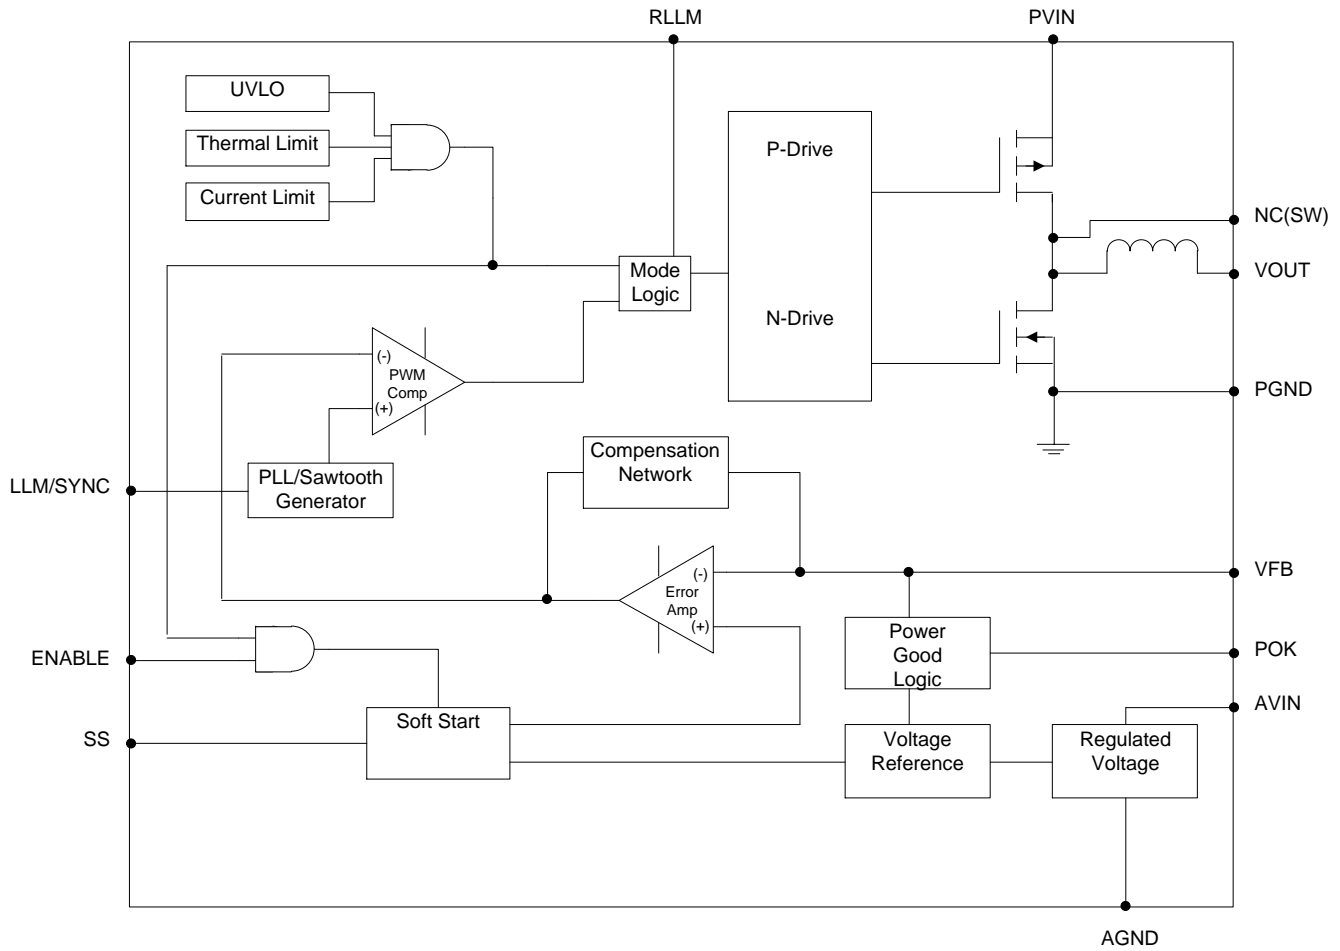 RLLM
PVIN
UVLO
Thermal Limit
Current Limit
P-Drive
N-Drive
NC(SW)
VOUT
Mode
Logic
(-)
PWM
Comp
(+)
PGND
LLM/SYNC
PLL/Sawtooth
Generator
Compensation
Network
(-)
Error
Amp
(+)
VFB
Power
Good
Logic
POK
ENABLE
AVIN
SS
Soft Start
Voltage
Reference
Regulated
Voltage
AGND